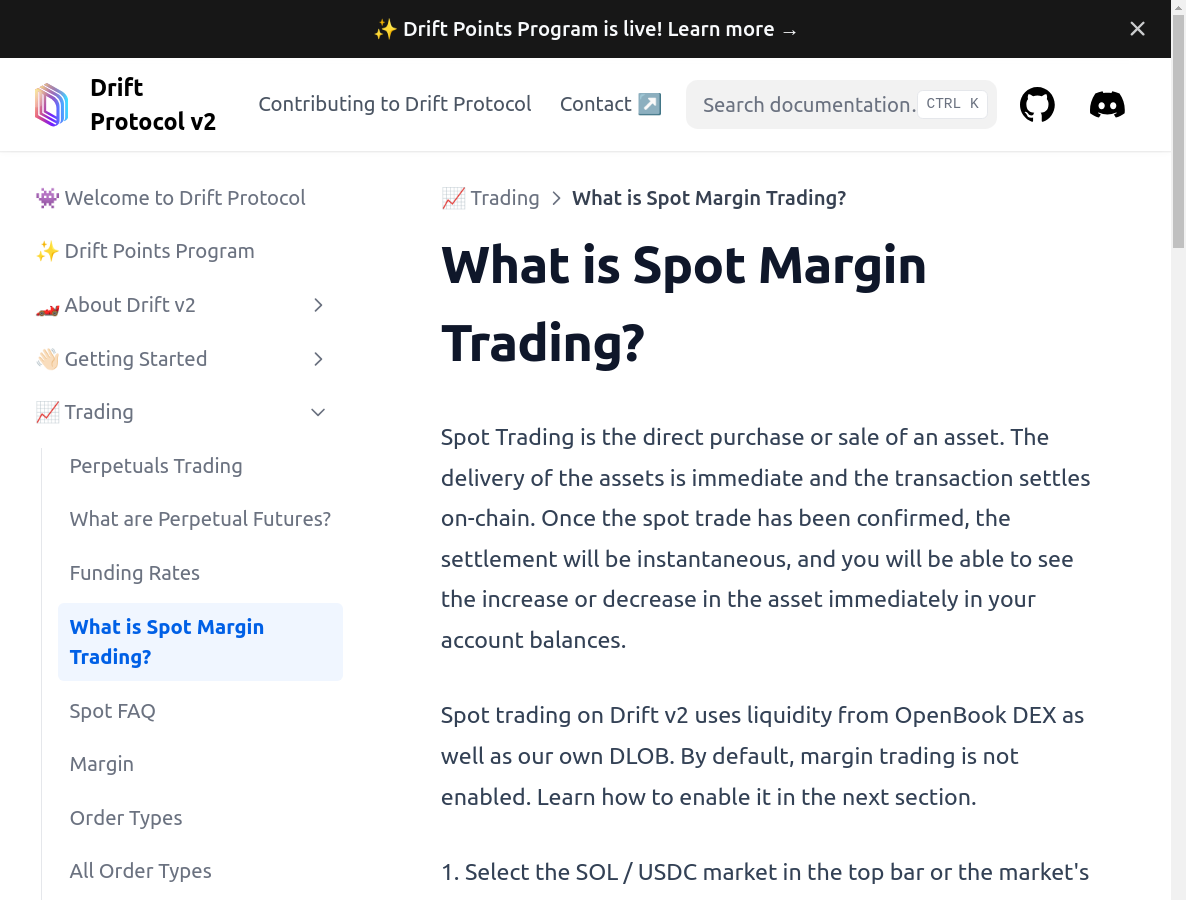 ✨ Drift Points Program is live! Learn more →
Drift
Protocol v2
Contributing to Drift Protocol
Contact ↗️
Search documentation.
CTRL K
👾 Welcome to Drift Protocol
✨ Drift Points Program
🏎️ About Drift v2
👋🏻 Getting Started
📈 Trading
Perpetuals Trading
What are Perpetual Futures?
Funding Rates
What is Spot Margin
Trading?
Spot FAQ
Margin
Order Types
All Order Types
📈 Trading > What is Spot Margin Trading?
What is Spot Margin
Trading?
Spot Trading is the direct purchase or sale of an asset. The
delivery of the assets is immediate and the transaction settles
on-chain. Once the spot trade has been confirmed, the
settlement will be instantaneous, and you will be able to see
the increase or decrease in the asset immediately in your
account balances.
Spot trading on Drift v2 uses liquidity from OpenBook DEX as
well as our own DLOB. By default, margin trading is not
enabled. Learn how to enable it in the next section.
1. Select the SOL / USDC market in the top bar or the market's